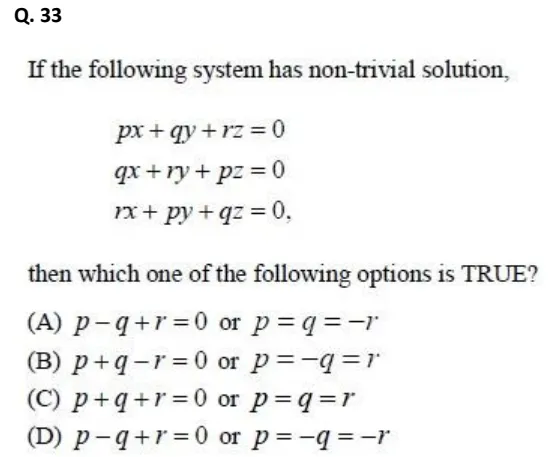 Q. 33
If the following system has non-trivial solution,
px + qy + rz = 0
qx + ry + pz = 0
rx + py + qz = 0,
then which one of the following options is TRUE?
(A) p − q + r = 0 or p = q = −r
(B) p + q − r = 0 or p = −q = r
(C) p + q + r = 0 or p = q = r
(D) p − q + r = 0 or p = −q = −r